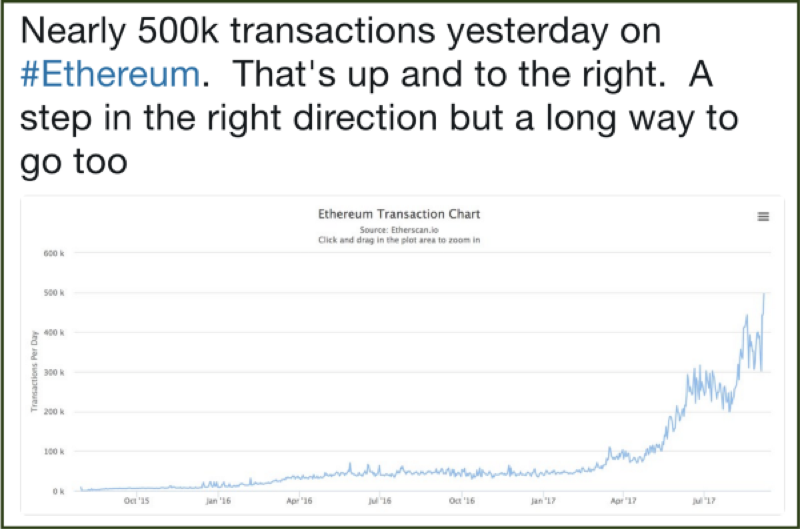 Nearly 500k transactions yesterday on
#Ethereum.  That's up and to the right.  A
step in the right direction but a long way to
go too
Ethereum Transaction Chart
Source: Etherscan.io
Click and drag in the plot area to zoom in
Transactions Per Day
600 k
500 k
400 k
300 k
200 k
100 k
0 k
Oct '15 Jan '16 Apr '16 Jul '16 Oct '16 Jan '17 Apr '17 Jul '17